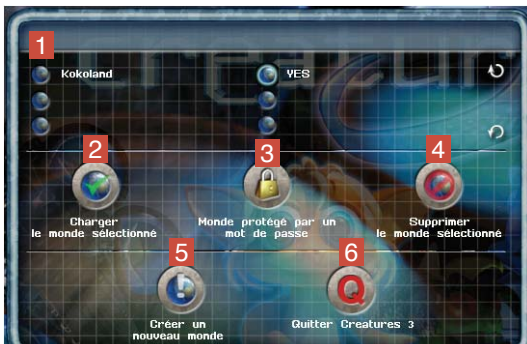 1
Kokoland
YES
2
3
4
Charger
le monde sélectionné
Monde protégé par un
mot de passe
Supprimer
le monde sélectionné
5
6
Q
Créer un
nouveau monde
Quitter Creatures 3